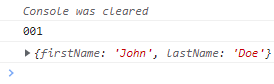 Console was cleared
001
{firstName: 'John', lastName: 'Doe'}